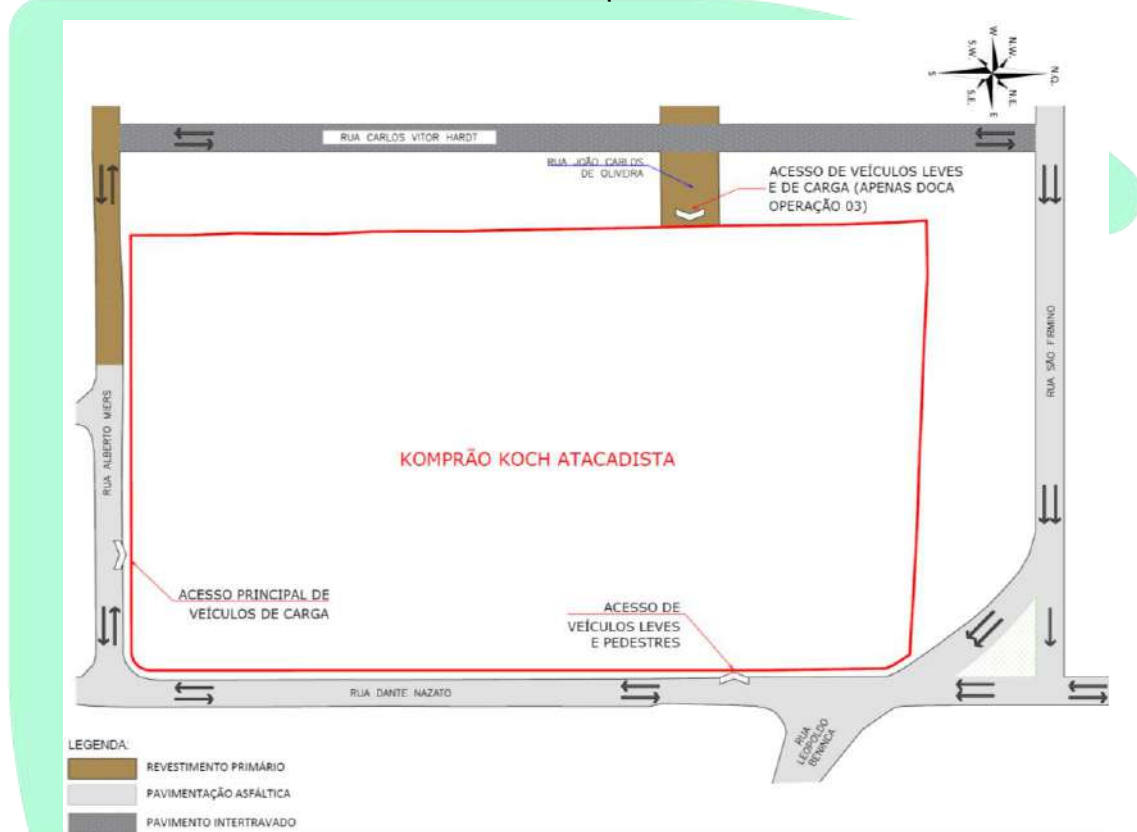 S.W.
W
N.W.
S
N.Q.
S.E.
E
N.E.
RUA CARLOS VITOR HARDT
RUA JOÃO CARLOS
DE OLIVEIRA
ACESSO DE VEÍCULOS LEVES
E DE CARGA (APENAS DOCA
OPERAÇÃO 03)
RUA SÃO FIRMINO
RUA ALBERTO MIERS
KOMPRÃO KOCH ATACADISTA
ACESSO PRINCIPAL DE
VEÍCULOS DE CARGA
ACESSO DE
VEÍCULOS LEVES
E PEDESTRES
RUA DANTE NAZATO
RUA
LEOPOLDO
BENINCA
LEGENDA:
REVESTIMENTO PRIMÁRIO
PAVIMENTAÇÃO ASFÁLTICA
PAVIMENTO INTERTRAVADO